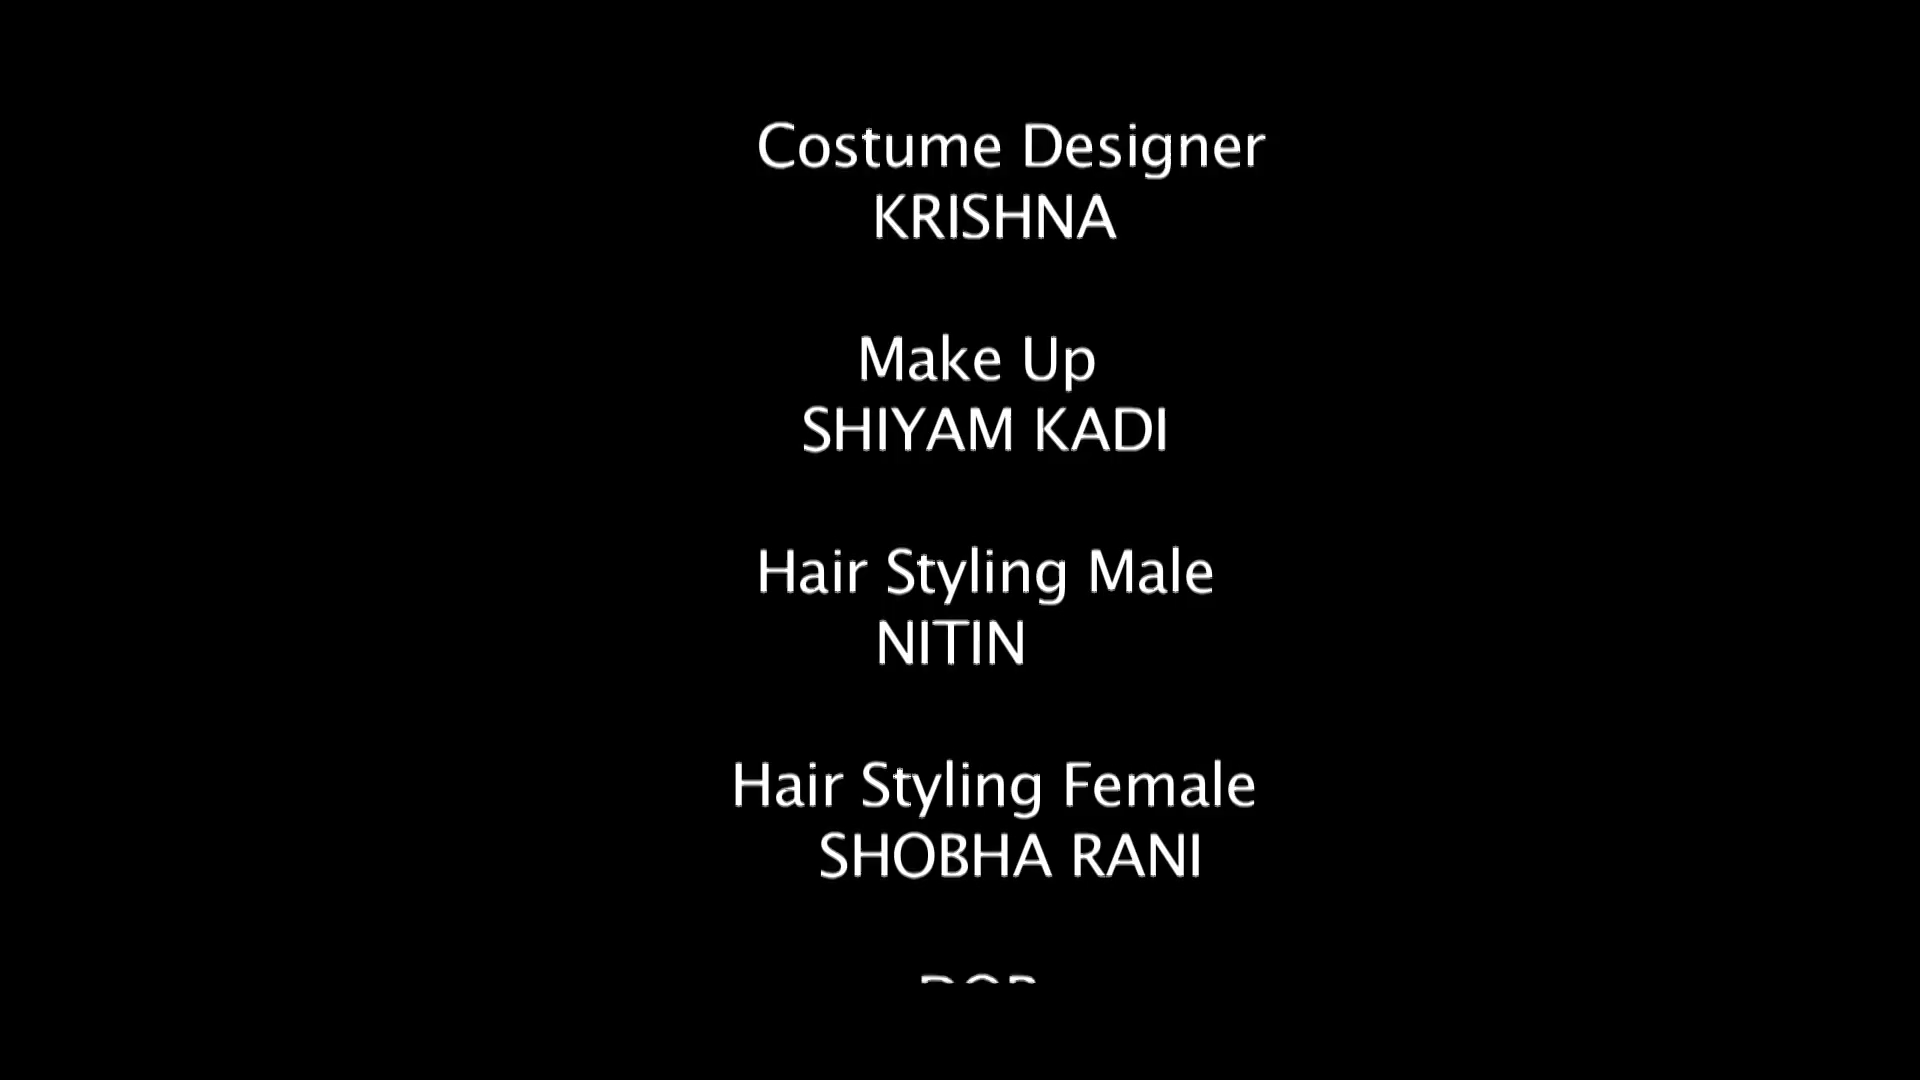 Costume Designer
KRISHNA
Make Up
SHIYAM KADI
Hair Styling Male
NITIN
Hair Styling Female
SHOBHA RANI